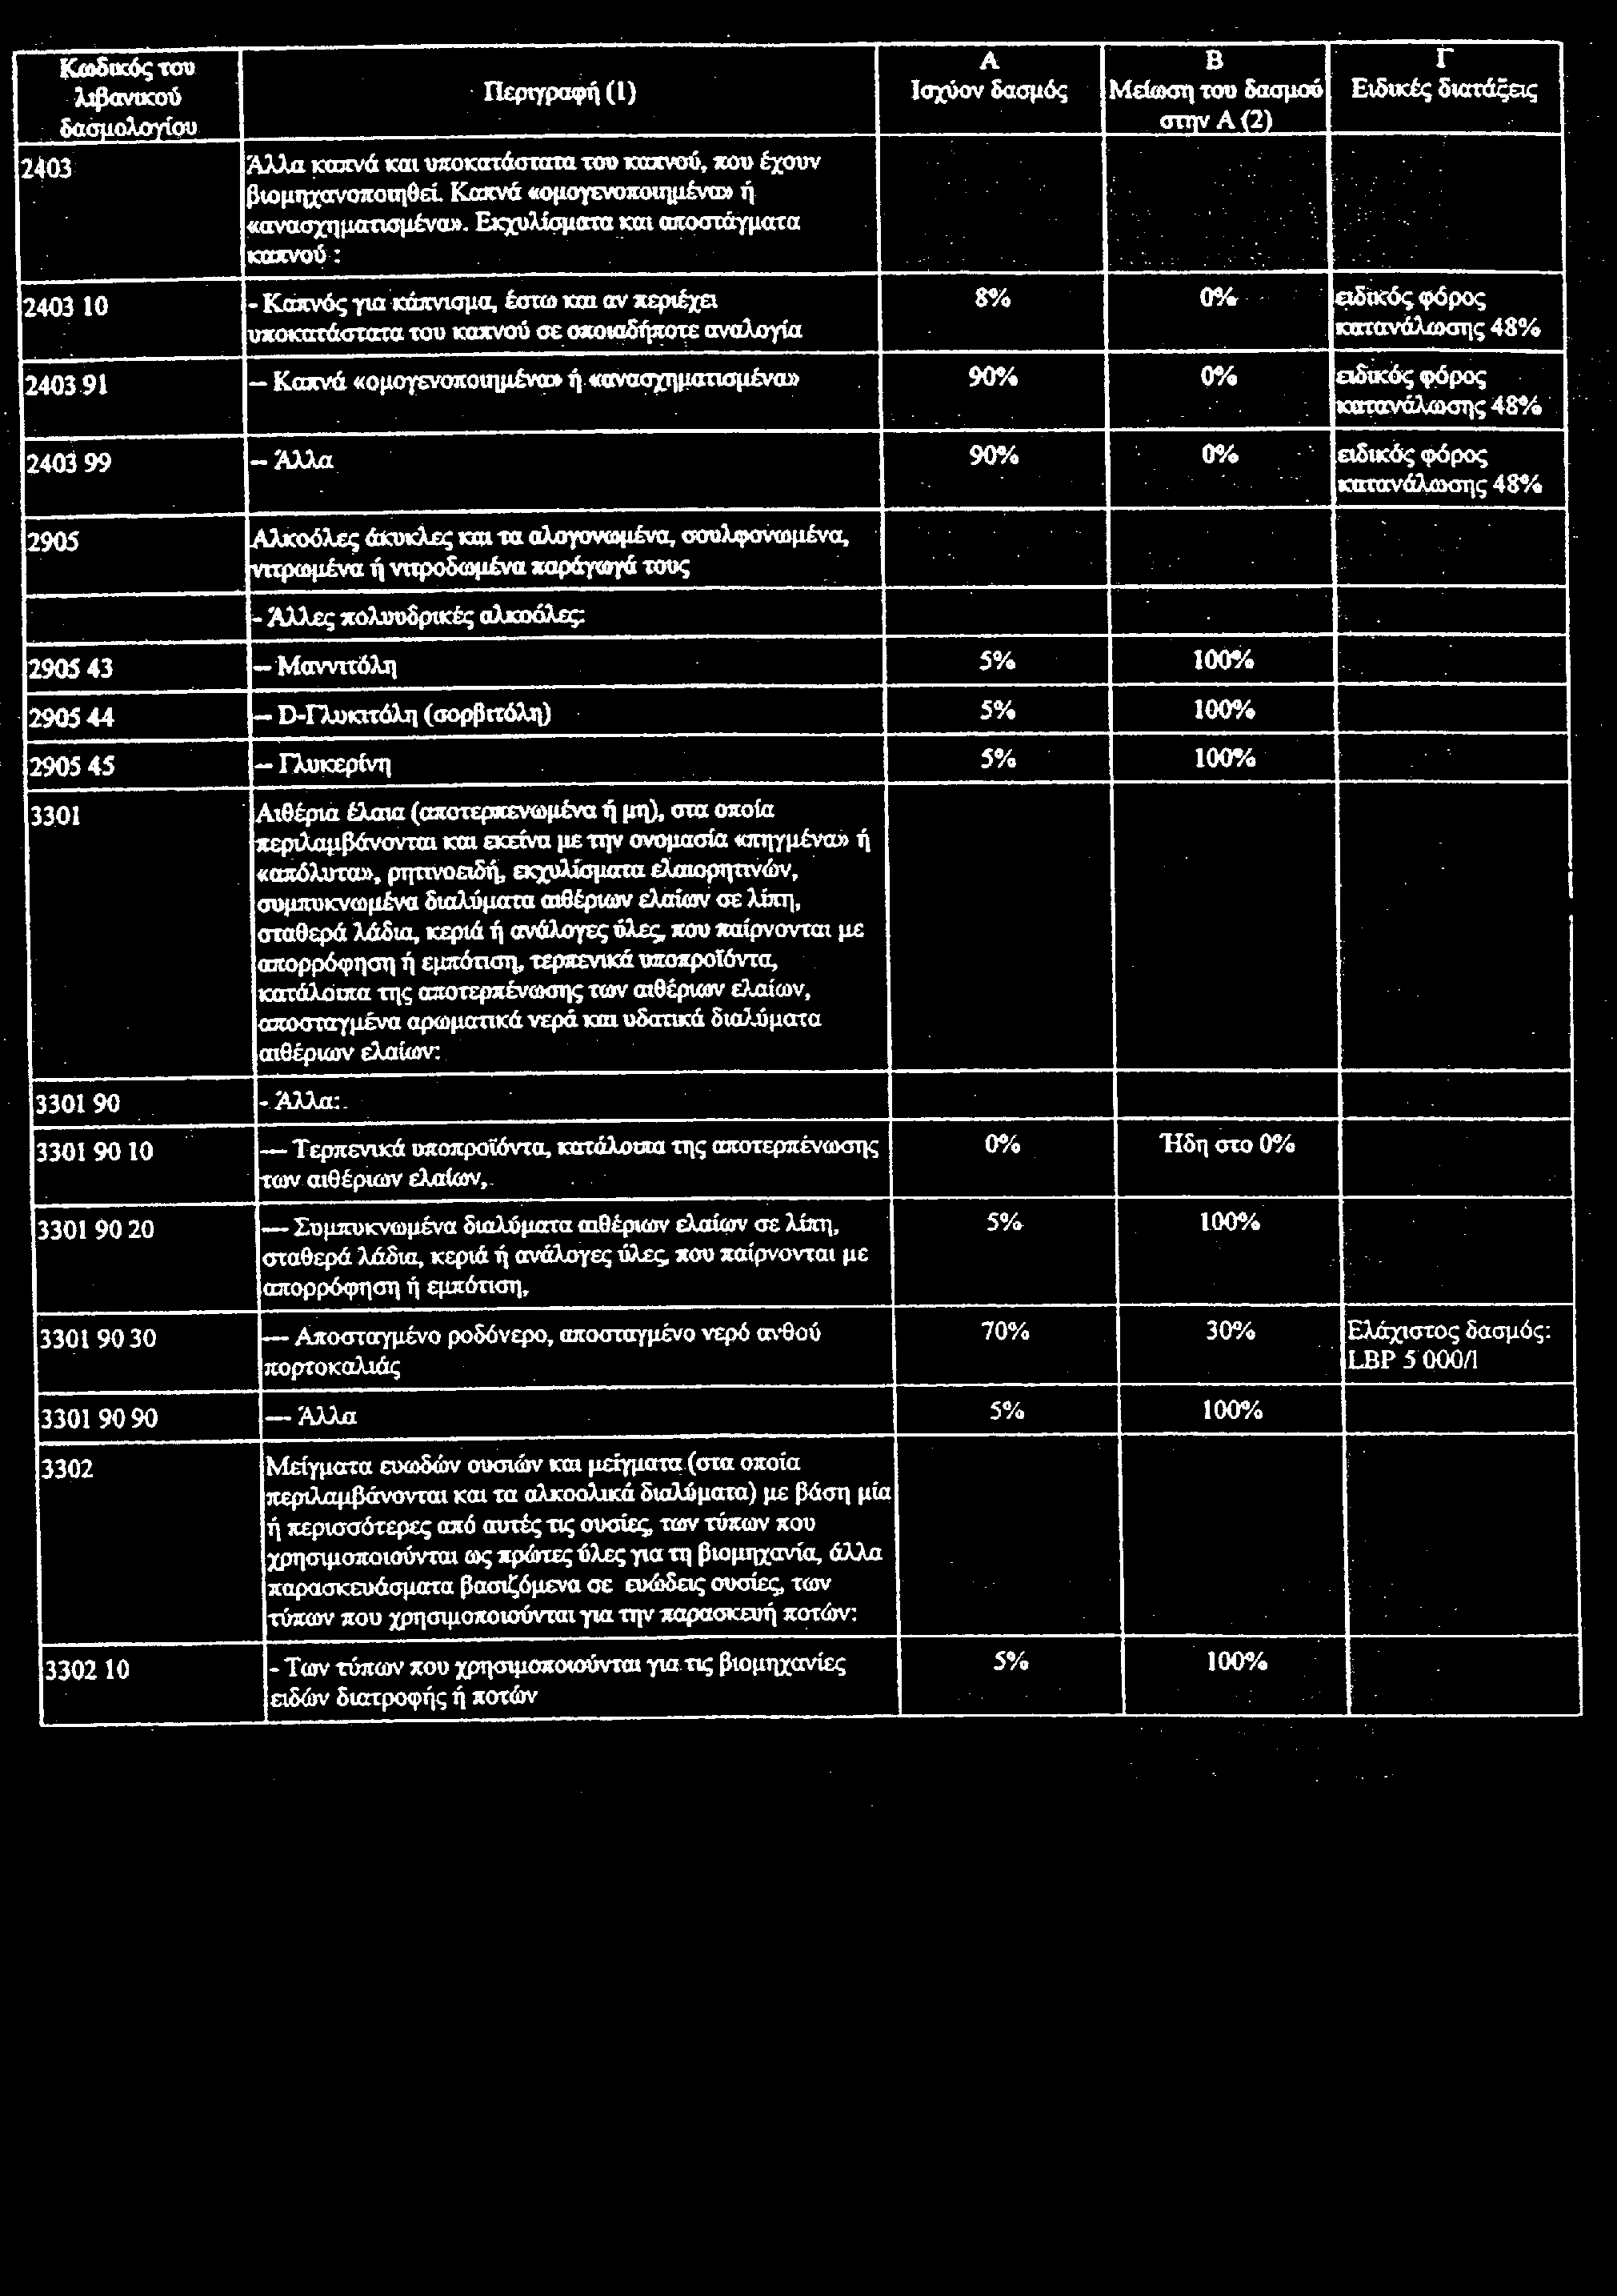 Κωδικός του
λιβανικού
δασμολογίου
Περιγραφή (1)
Α
Ισχύον δασμός
Β
Μείωση του δασμού
στην Α (2)
Γ
Ειδικές διατάξεις
2403
Άλλα καπνά και υποκατάστατα του καπνού, που έχουν
βιομηχανοποιηθεί. Καπνά «ομογενοποιημένα» ή
«ανασχηματισμένα». Εκχυλίσματα και αποστάγματα
καπνού :
2403 10
- Καπνός για κάπνισμα, έστω και αν περιέχει
υποκατάστατα του καπνού σε οποιαδήποτε αναλογία
8%
0%
ειδικός φόρος
κατανάλωσης 48%
2403 91
-- Καπνά «ομογενοποιημένα» ή «ανασχηματισμένα»
90%
0%
ειδικός φόρος
κατανάλωσης 48%
2403 99
-- Άλλα
90%
0%
ειδικός φόρος
κατανάλωσης 48%
2905
Αλκοόλες άκυκλες και τα αλογονωμένα, σουλφονωμένα,
νιτρωμένα ή νιτροδωμένα παράγωγά τους
- Άλλες πολυυδρικές αλκοόλες:
2905 43
-- Μαννιτόλη
5%
100%
2905 44
-- D-Γλυκιτόλη (σορβιτόλη)
5%
100%
2905 45
-- Γλυκερίνη
5%
100%
3301
Αιθέρια έλαια (αποτερπενωμένα ή μη), στα οποία
περιλαμβάνονται και εκείνα με την ονομασία «πηγμένα» ή
«απόλυτα», ρητινοειδή, εκχυλίσματα ελαιορητινών,
συμπυκνωμένα διαλύματα αιθέριων ελαίων σε λίπη,
σταθερά λάδια, κεριά ή ανάλογες ύλες, που παίρνονται με
απορρόφηση ή εμπότιση, τερπενικά υποπροϊόντα,
κατάλοιπα της αποτερπένωσης των αιθέριων ελαίων,
αποσταγμένα αρωματικά νερά και υδατικά διαλύματα
αιθέριων ελαίων:
3301 90
- Άλλα:
3301 90 10
--- Τερπενικά υποπροϊόντα, κατάλοιπα της αποτερπένωσης
των αιθέριων ελαίων,
0%
Ήδη στο 0%
3301 90 20
--- Συμπυκνωμένα διαλύματα αιθέριων ελαίων σε λίπη,
σταθερά λάδια, κεριά ή ανάλογες ύλες, που παίρνονται με
απορρόφηση ή εμπότιση,
5%
100%
3301 90 30
--- Αποσταγμένο ροδόνερο, αποσταγμένο νερό ανθού
πορτοκαλιάς
70%
30%
Ελάχιστος δασμός:
LBP 5 000/l
3301 90 90
--- Άλλα
5%
100%
3302
Μείγματα ευωδών ουσιών και μείγματα (στα οποία
περιλαμβάνονται και τα αλκοολικά διαλύματα) με βάση μία
ή περισσότερες από αυτές τις ουσίες, των τύπων που
χρησιμοποιούνται ως πρώτες ύλες για τη βιομηχανία, άλλα
παρασκευάσματα βασιζόμενα σε ευώδεις ουσίες, των
τύπων που χρησιμοποιούνται για την παρασκευή ποτών:
3302 10
- Των τύπων που χρησιμοποιούνται για τις βιομηχανίες
ειδών διατροφής ή ποτών
5%
100%